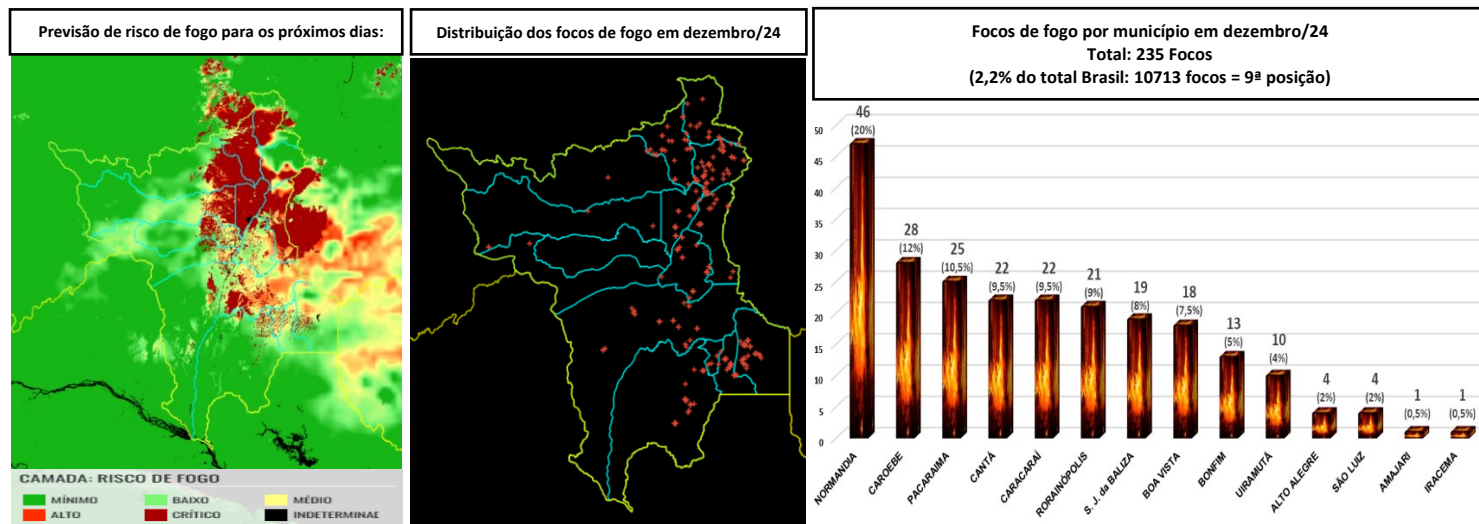 Previsão de risco de fogo para os próximos dias:
CAMADA: RISCO DE FOGO
MÍNIMO
BAIXO
MÉDIO
ALTO
CRÍTICO
INDETERMINAE
Distribuição dos focos de fogo em dezembro/24
Focos de fogo por município em dezembro/24
Total: 235 Focos
(2,2% do total Brasil: 10713 focos = 9ª posição)
50
45
40
35
30
25
20
15
10
5
0
46
(20%)
28
(12%)
25
(10,5%)
22
(9,5%)
22
(9,5%)
21
(9%)
19
(8%)
18
(7,5%)
13
(5%)
10
(4%)
4
(2%)
4
(2%)
1
(0,5%)
1
(0,5%)
NORMANDIA
CAROEBE
PACARAIMA
CANTÁ
CARACARAÍ
RORAINÓPOLIS
S. J. da BALIZA
BOA VISTA
BONFIM
UIRAMUTÃ
ALTO ALEGRE
SÃO LUIZ
AMAJARI
IRACEMA